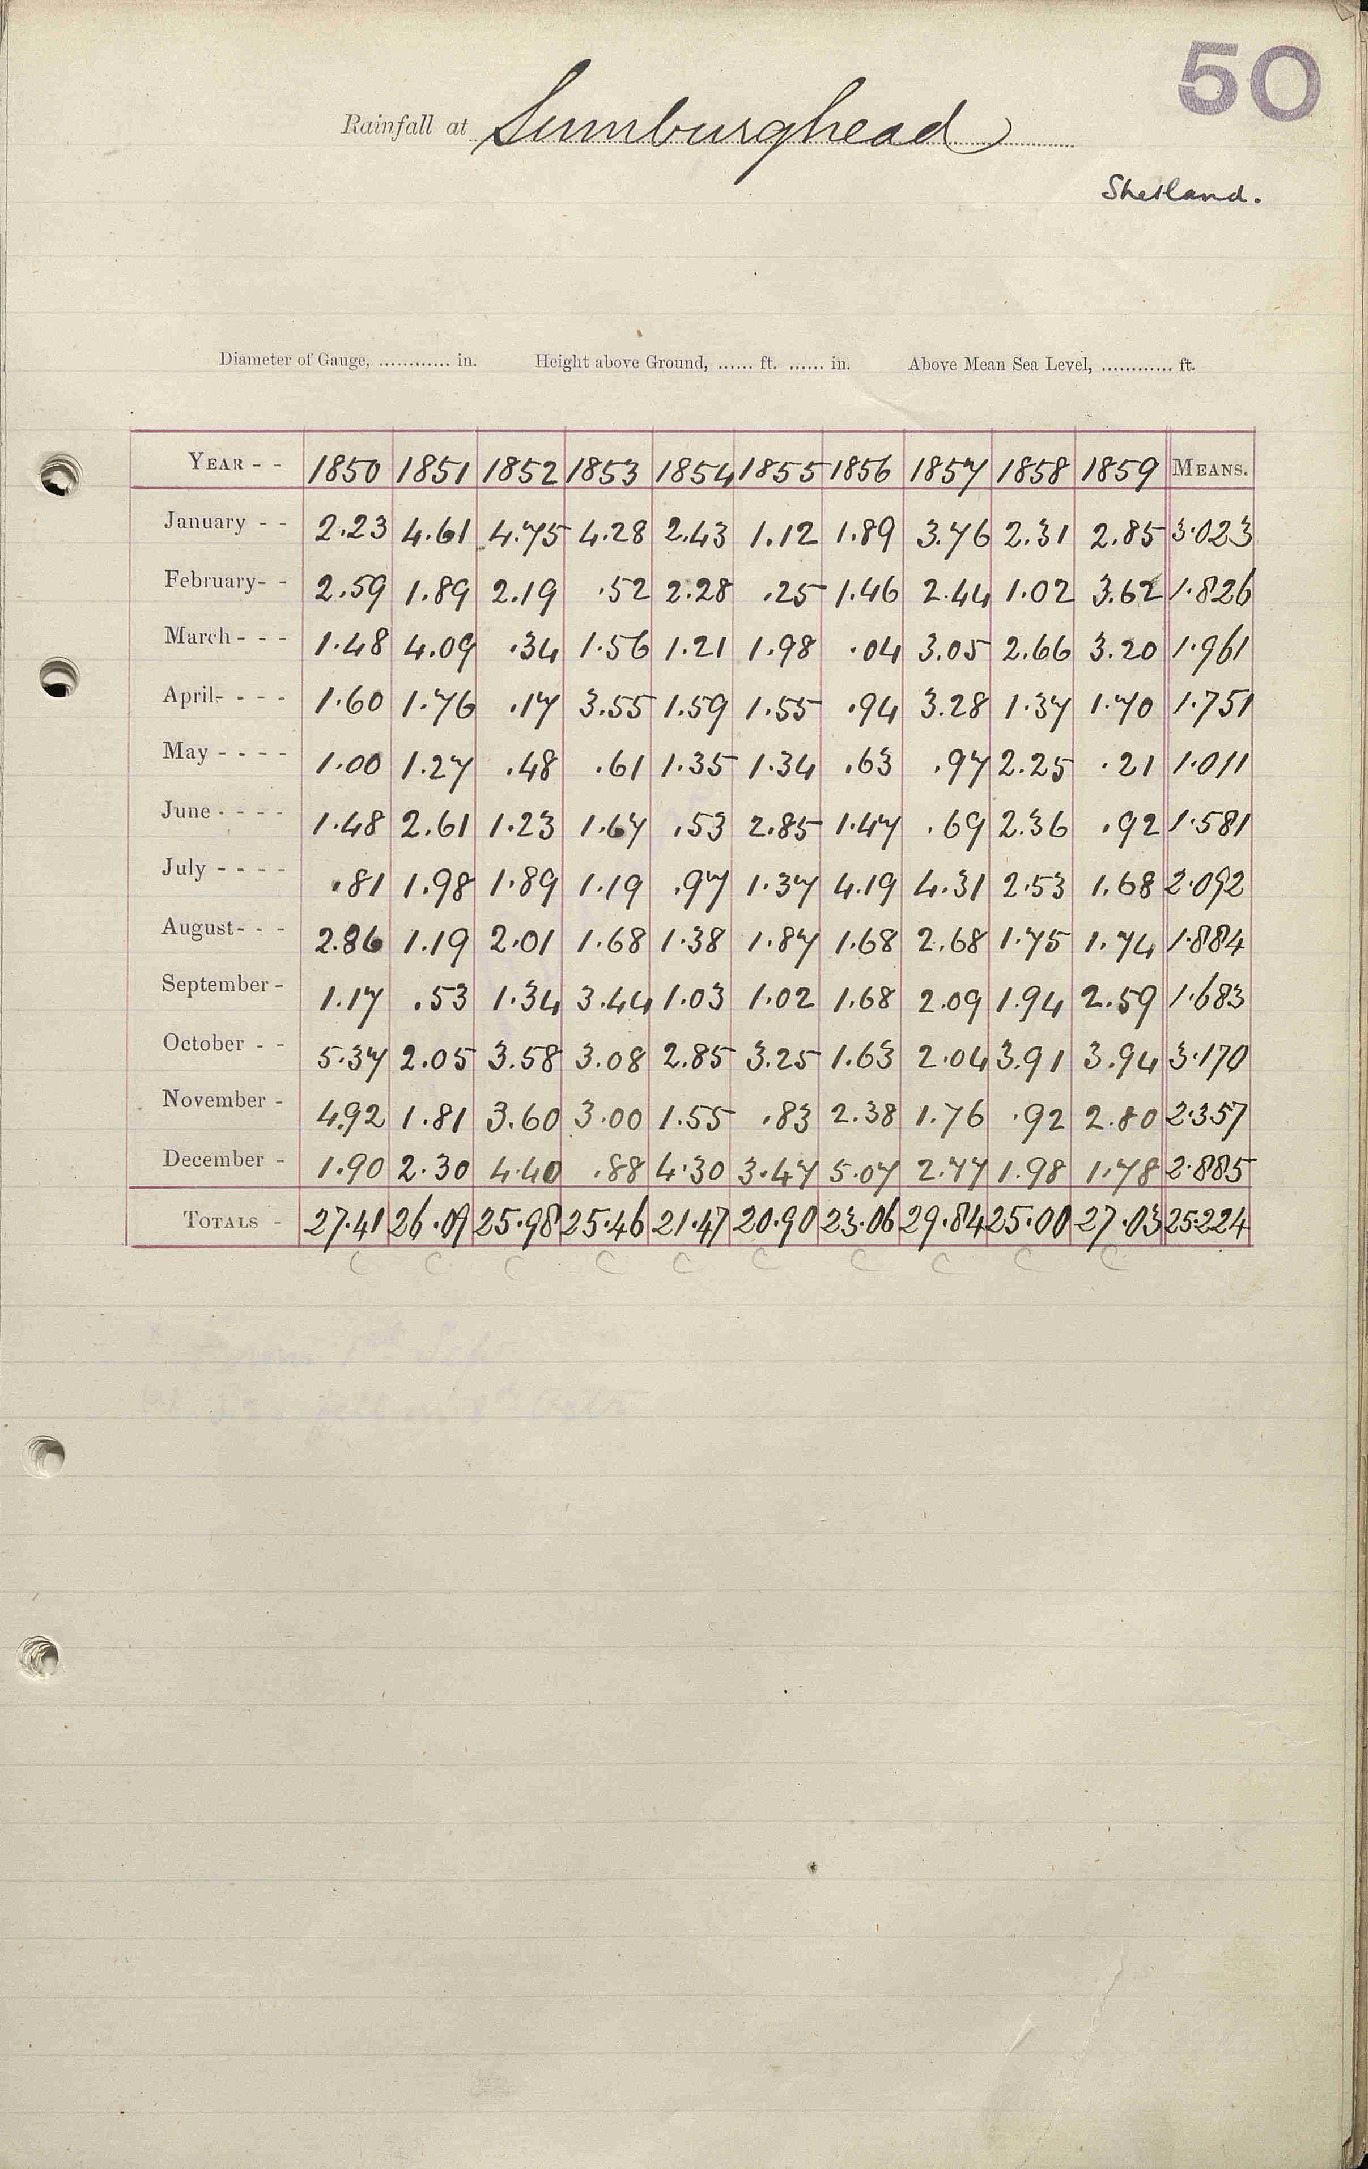 50
Rainfall at Sumburghead
Shetland.
Diameter of Gauge, ............ in. Height above Ground, ...... ft. ...... in. Above Mean Sea Level, ............ ft.
YEAR - - 1850 1851 1852 1853 1854 1855 1856 1857 1858 1859 MEANS.
January - - 2.23 4.61 4.75 4.28 2.43 1.12 1.89 3.76 2.31 2.85 3.023
February- - 2.59 1.89 2.19 .52 2.28 .25 1.46 2.44 1.02 3.62 1.826
March - - - 1.48 4.09 .34 1.56 1.21 1.98 .04 3.05 2.66 3.20 1.961
April- - - - 1.60 1.76 .17 3.55 1.59 1.55 .94 3.28 1.37 1.70 1.751
May - - - - 1.00 1.27 .48 .61 1.35 1.34 .63 .97 2.25 .21 1.011
June - - - - 1.48 2.61 1.23 1.67 .53 2.85 1.47 .69 2.36 .92 1.581
July - - - - .81 1.98 1.89 1.19 .97 1.37 4.19 4.31 2.53 1.68 2.092
August- - - 2.86 1.19 2.01 1.68 1.38 1.87 1.68 2.68 1.75 1.74 1.884
September - 1.17 .53 1.34 3.44 1.03 1.02 1.68 2.09 1.94 2.59 1.683
October - - 5.37 2.05 3.58 3.08 2.85 3.25 1.63 2.04 3.91 3.94 3.170
November - 4.92 1.81 3.60 3.00 1.55 .83 2.38 1.76 .92 2.80 2.357
December - 1.90 2.30 4.40 .88 4.30 3.47 5.07 2.77 1.98 1.78 2.885
TOTALS - 27.41 26.09 25.98 25.46 21.47 20.90 23.06 29.84 25.00 27.03 25.224
C C C C C C C C C C